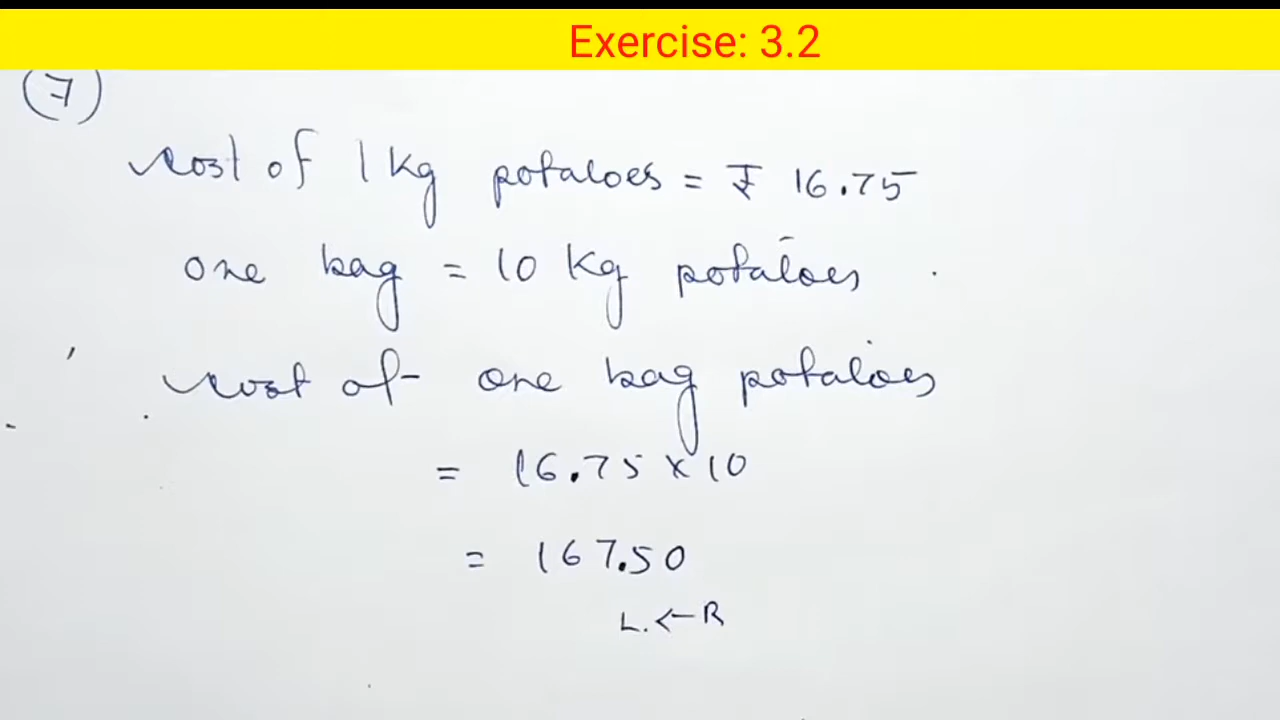 Exercise: 3.2
(7)
Cost of 1 kg potatoes = ₹ 16.75
one bag = 10 kg potatoes
Cost of one bag potatoes
= 16.75 x 10
= 167.50
L. ← R